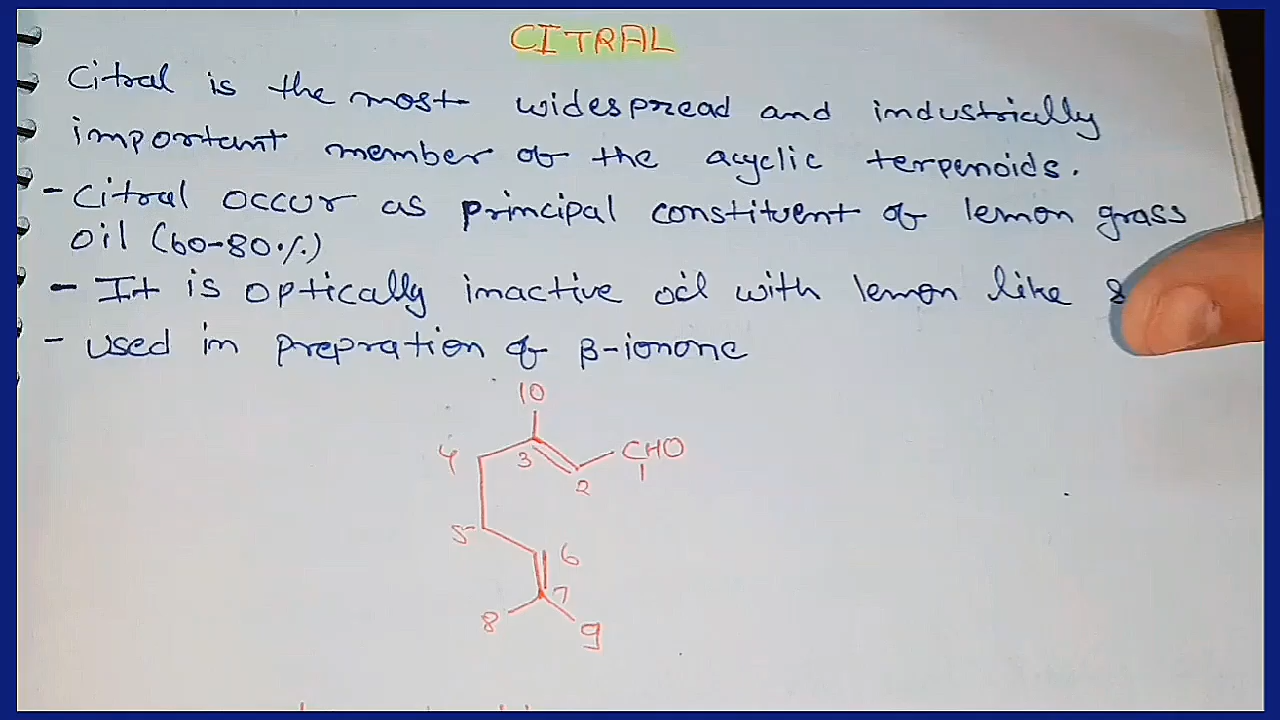 CITRAL
Citral is the most widespread and industrially
important member of the acyclic terpenoids.
- Citral occur as principal constituent of lemon grass
oil (60-80%)
- It is optically inactive oil with lemon like
- used in prepration of β-ionone
10
4 3 CHO
2 1
5 6
7
8 9